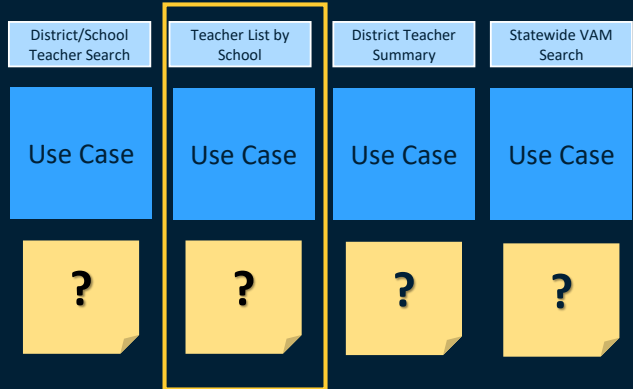 District/School
Teacher Search
Teacher List by
School
District Teacher
Summary
Statewide VAM
Search
Use Case
Use Case
Use Case
Use Case
?
?
?
?